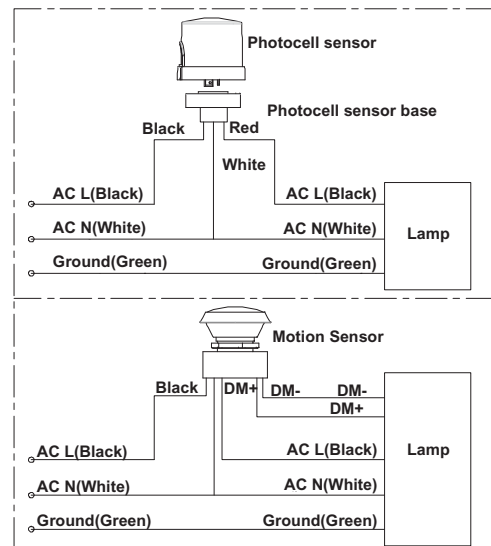 Photocell sensor
Photocell sensor base
Black
Red
White
AC L(Black)
AC L(Black)
AC N(White)
AC N(White)
Lamp
Ground(Green)
Ground(Green)
Motion Sensor
Black
DM+
DM-
DM-
DM+
AC L(Black)
AC L(Black)
Lamp
AC N(White)
AC N(White)
Ground(Green)
Ground(Green)